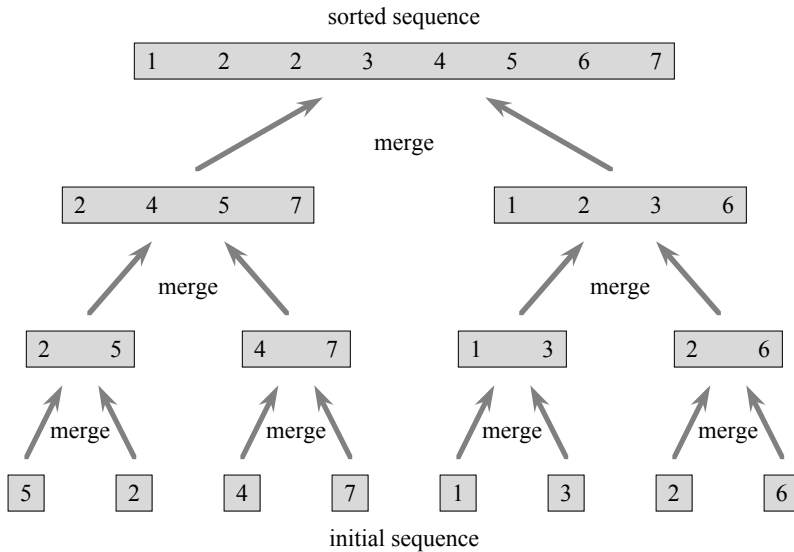 sorted sequence
1 2 2 3 4 5 6 7
merge
2 4 5 7
1 2 3 6
merge
merge
2 5
4 7
1 3
2 6
merge
merge
merge
merge
5
2
4
7
1
3
2
6
initial sequence